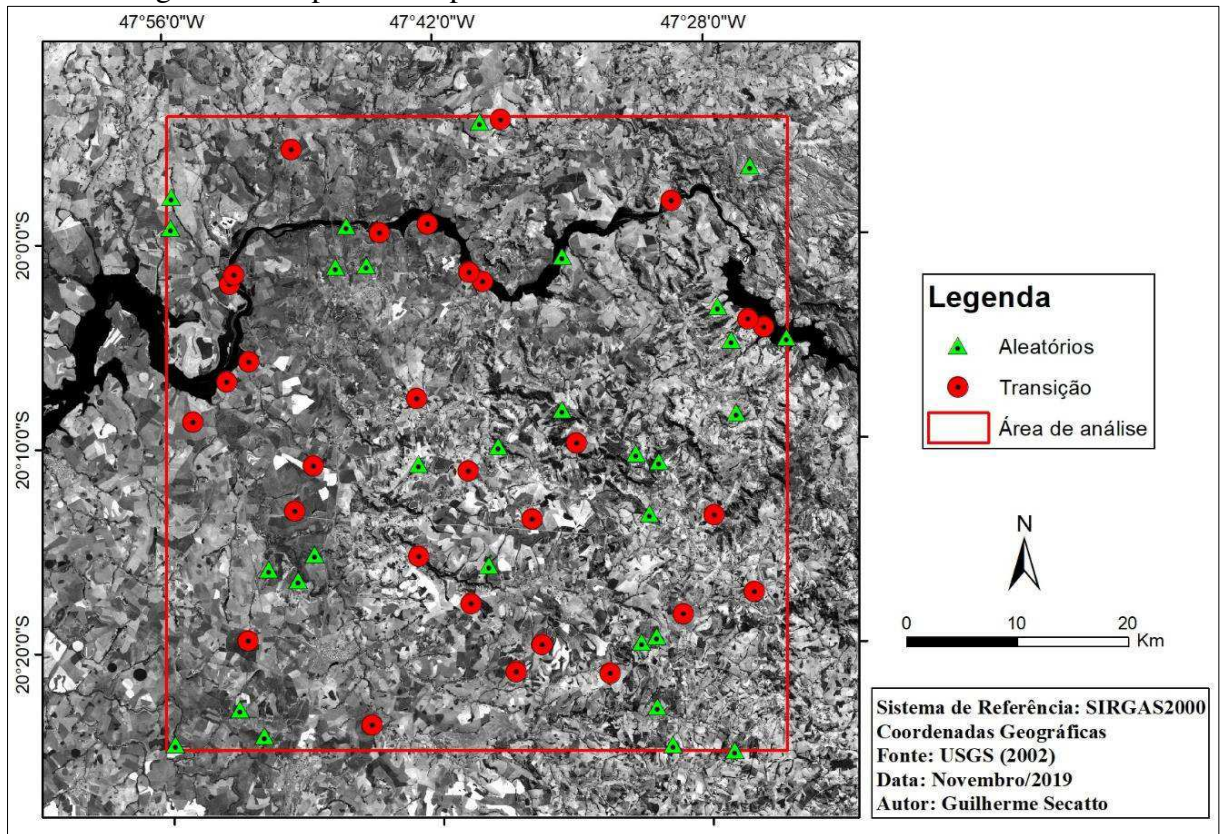 47°56'0"W
47°42'0"W
47°28'0"W
20°0'0"S
20°10'0"S
20°20'0"S
Legenda
Aleatórios
Transição
Área de análise
N
0 10 20
Km
Sistema de Referência: SIRGAS2000
Coordenadas Geográficas
Fonte: USGS (2002)
Data: Novembro/2019
Autor: Guilherme Secatto